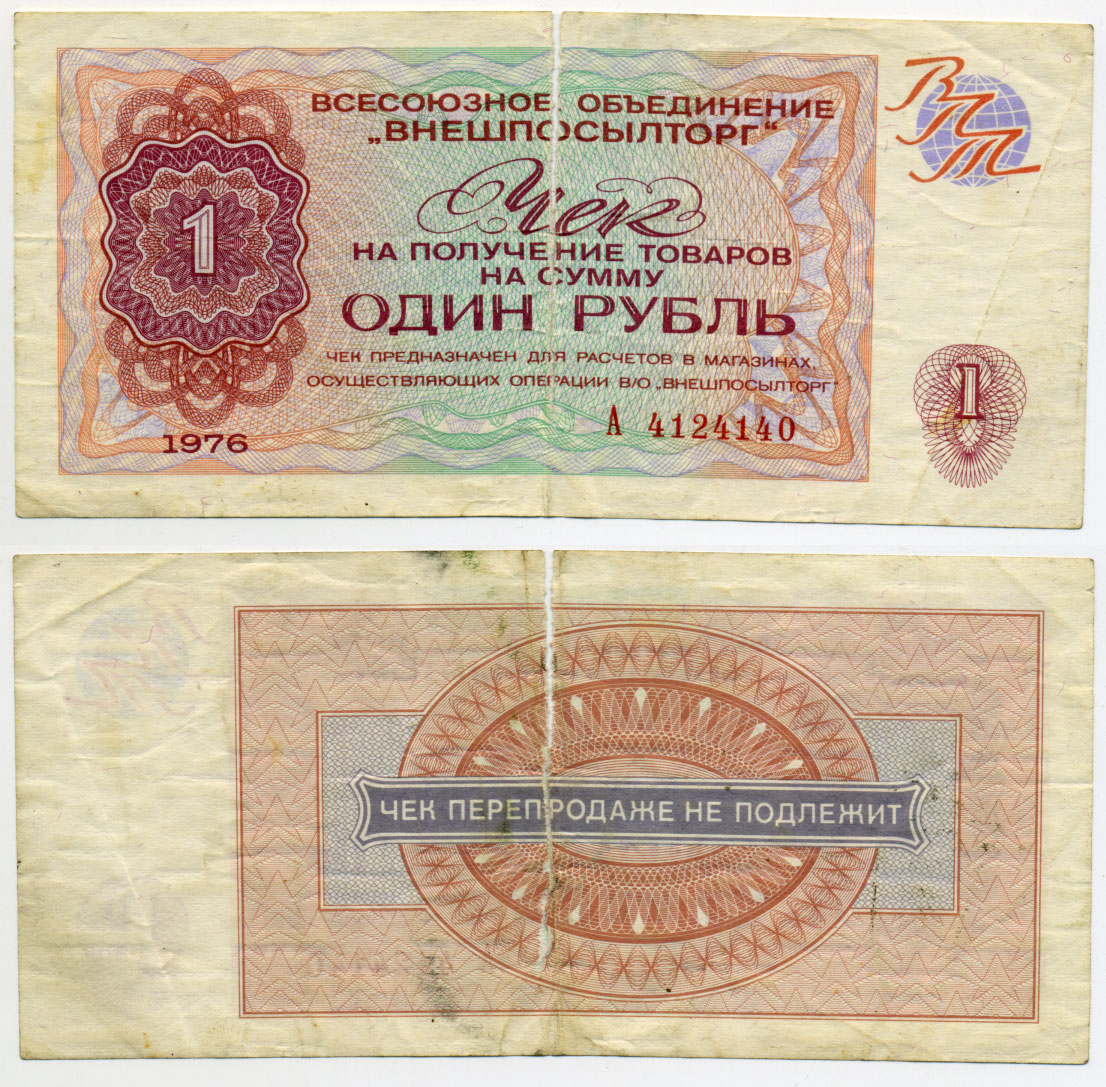 ВСЕСОЮЗНОЕ ОБЪЕДИНЕНИЕ
„ВНЕШПОСЫЛТОРГ“
ВПТ
1
Чек
НА ПОЛУЧЕНИЕ ТОВАРОВ
НА СУММУ
ОДИН РУБЛЬ
ЧЕК ПРЕДНАЗНАЧЕН ДЛЯ РАСЧЕТОВ В МАГАЗИНАХ,
ОСУЩЕСТВЛЯЮЩИХ ОПЕРАЦИИ В/О „ВНЕШПОСЫЛТОРГ“
1
1976
А 4124140
ЧЕК ПЕРЕПРОДАЖЕ НЕ ПОДЛЕЖИТ